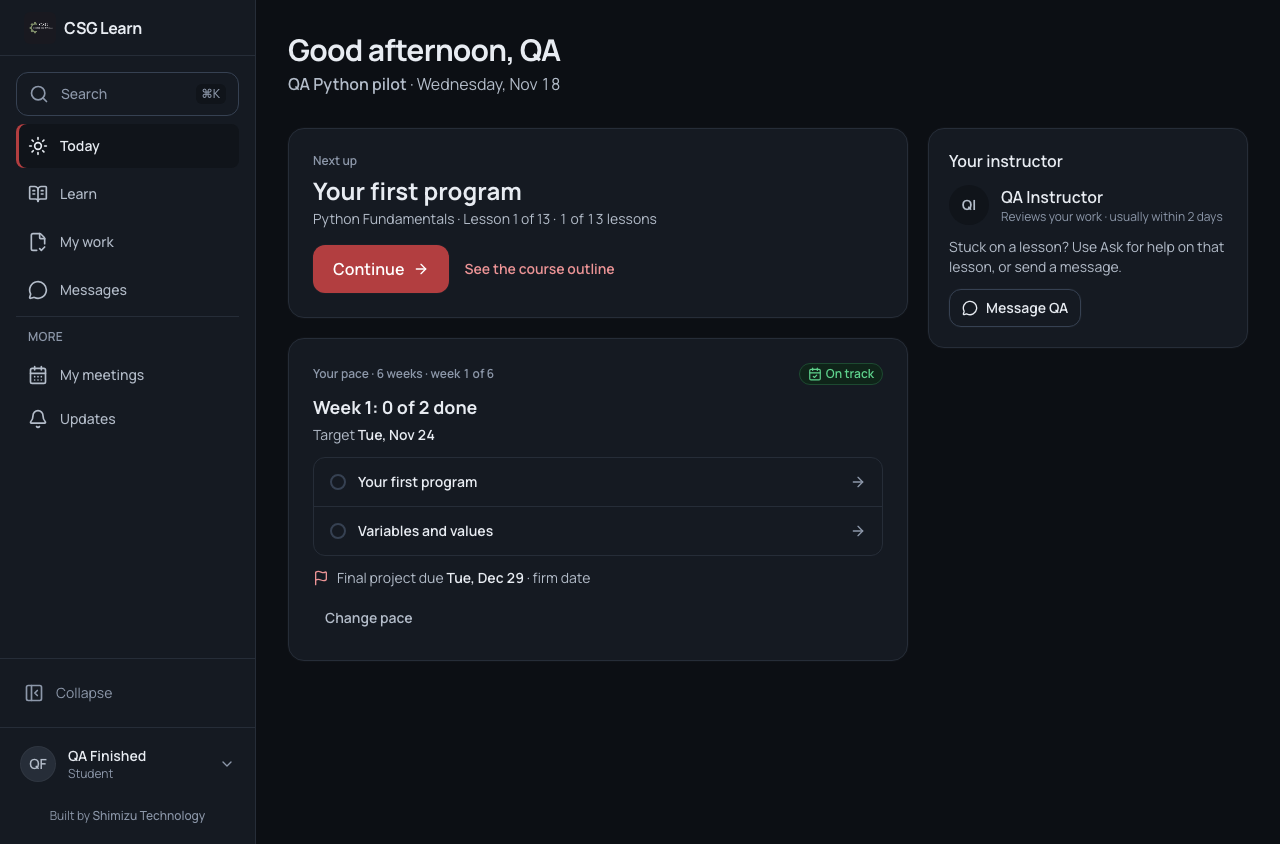 CSG Learn
Search
⌘K
Today
Learn
My work
Messages
MORE
My meetings
Updates
Collapse
QF
QA Finished
Student
Built by Shimizu Technology
Good afternoon, QA
QA Python pilot · Wednesday, Nov 18
Next up
Your first program
Python Fundamentals · Lesson 1 of 13 · 1 of 13 lessons
Continue
See the course outline
Your pace · 6 weeks · week 1 of 6
On track
Week 1: 0 of 2 done
Target Tue, Nov 24
Your first program
Variables and values
Final project due Tue, Dec 29 · firm date
Change pace
Your instructor
QI
QA Instructor
Reviews your work · usually within 2 days
Stuck on a lesson? Use Ask for help on that
lesson, or send a message.
Message QA